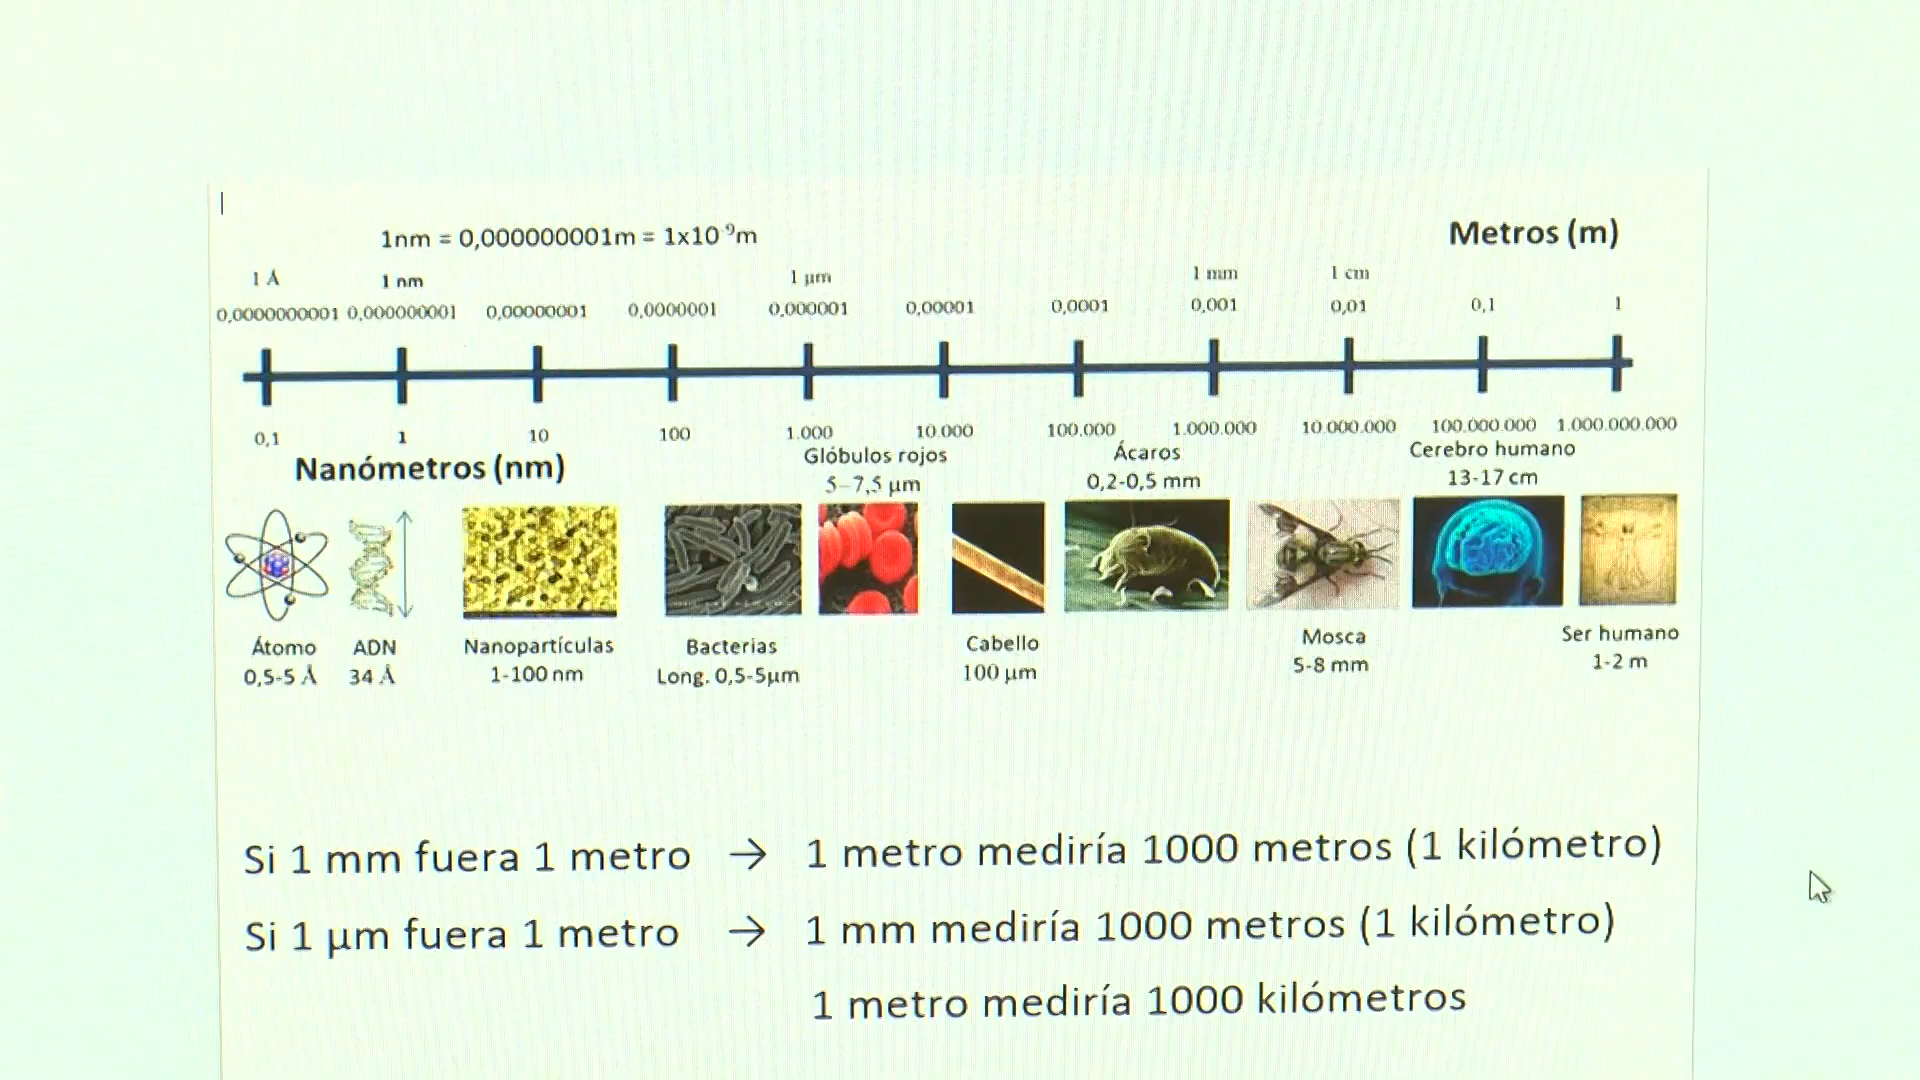 1nm = 0,000000001m = 1x10⁻⁹m
Metros (m)
1 Å 1 nm 1 µm 1 mm 1 cm
0,0000000001 0,000000001 0,00000001 0,0000001 0,000001 0,00001 0,0001 0,001 0,01 0,1 1
0,1 1 10 100 1.000 10.000 100.000 1.000.000 10.000.000 100.000.000 1.000.000.000
Nanómetros (nm)
Glóbulos rojos
5-7,5 µm
Ácaros
0,2-0,5 mm
Cerebro humano
13-17 cm
Átomo
0,5-5 Å
ADN
34 Å
Nanopartículas
1-100 nm
Bacterias
Long. 0,5-5µm
Cabello
100 µm
Mosca
5-8 mm
Ser humano
1-2 m
Si 1 mm fuera 1 metro → 1 metro mediría 1000 metros (1 kilómetro)
Si 1 µm fuera 1 metro → 1 mm mediría 1000 metros (1 kilómetro)
1 metro mediría 1000 kilómetros